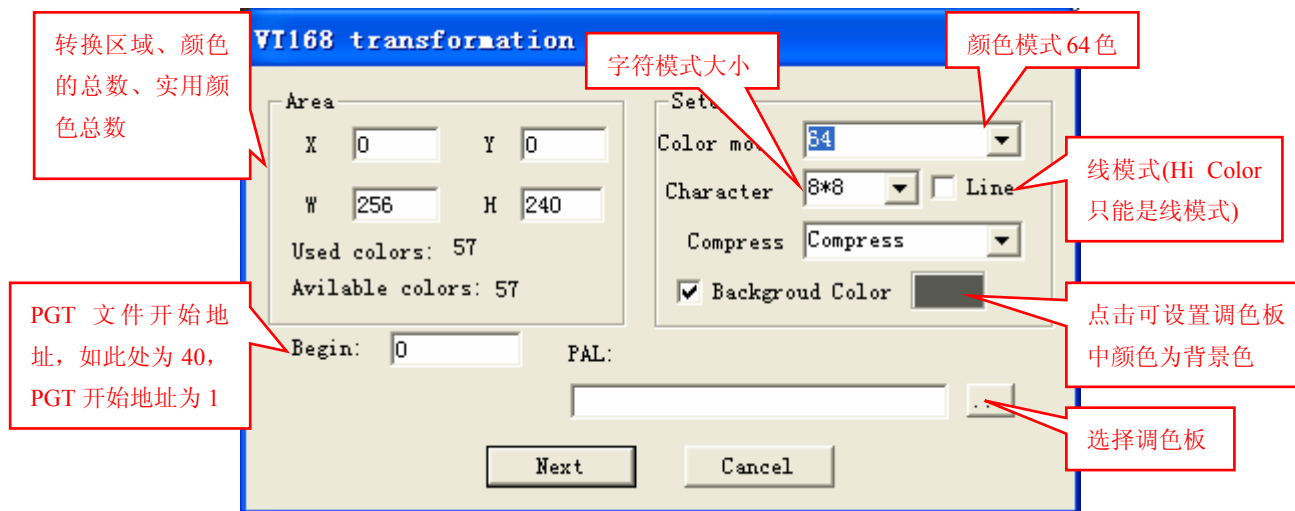 转换区域、颜色
的总数、实用颜
色总数
VT168 transformation
字符模式大小
颜色模式 64 色
Area
X 0 Y 0
W 256 H 240
Used colors: 57
Avilable colors: 57
Color mo 64
Character 8*8 Line
Compress Compress
Backgroud Color
线模式(Hi Color
只能是线模式)
PGT 文件开始地
址，如此处为 40，
PGT 开始地址为 1
Begin: 0
PAL:
点击可设置调色板
中颜色为背景色
选择调色板
Next Cancel